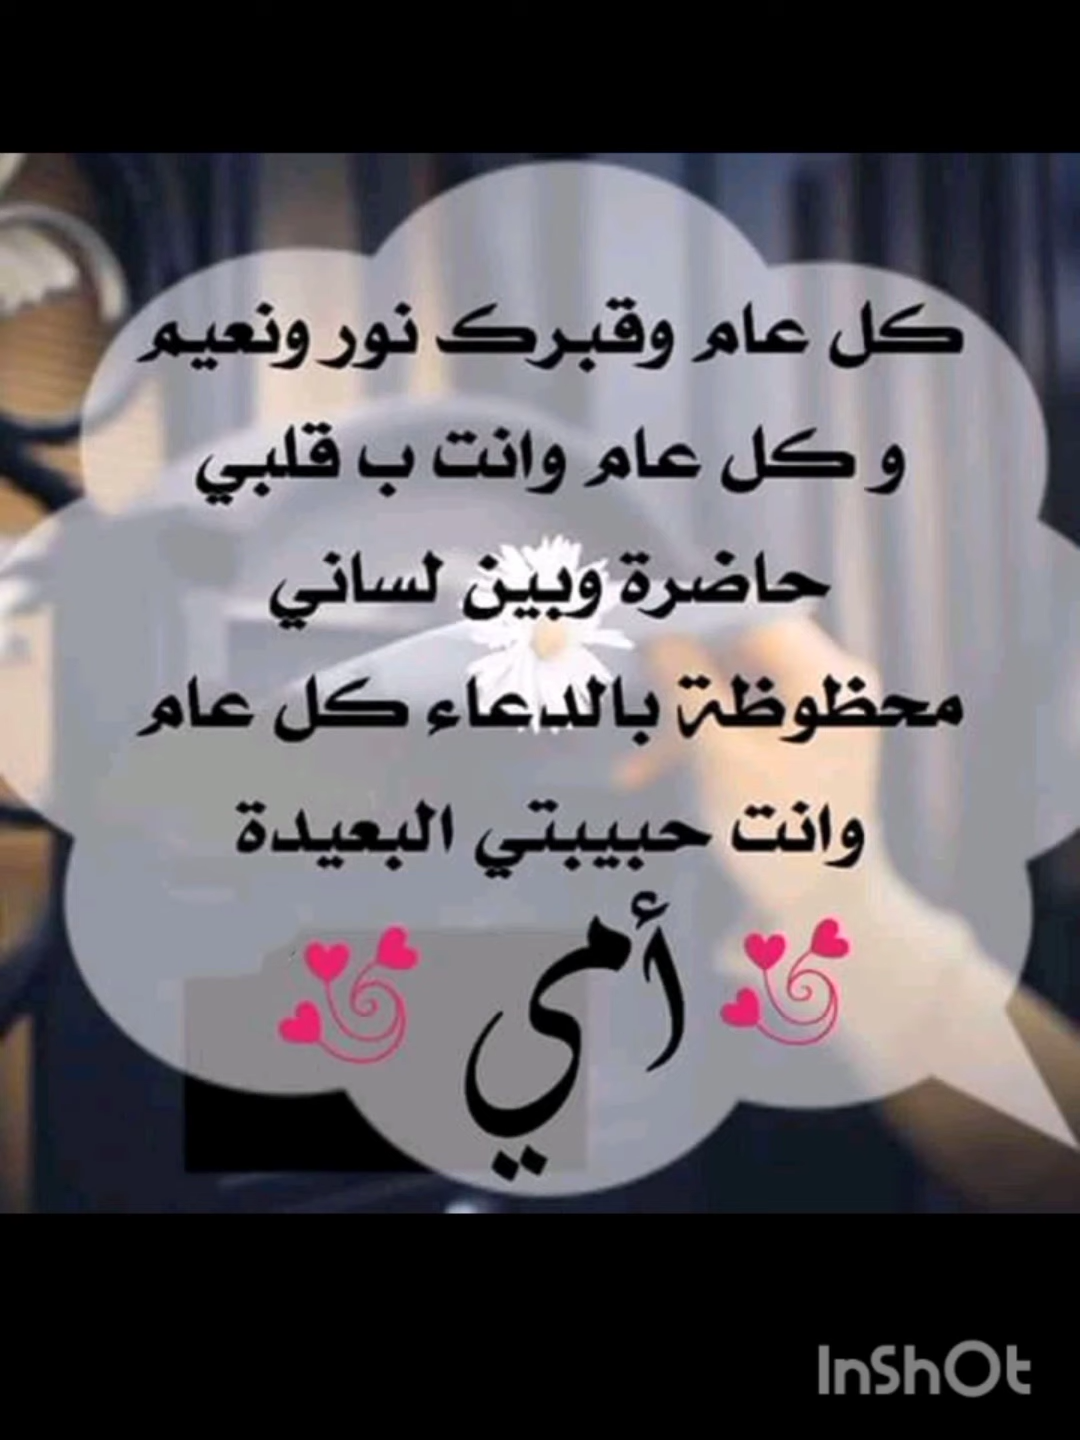 كل عام وقبرك نور ونعيم
و كل عام وانت ب قلبي
حاضرة وبين لساني
محظوظة بالدعاء كل عام
وانت حبيبتي البعيدة
أمي
InShOt